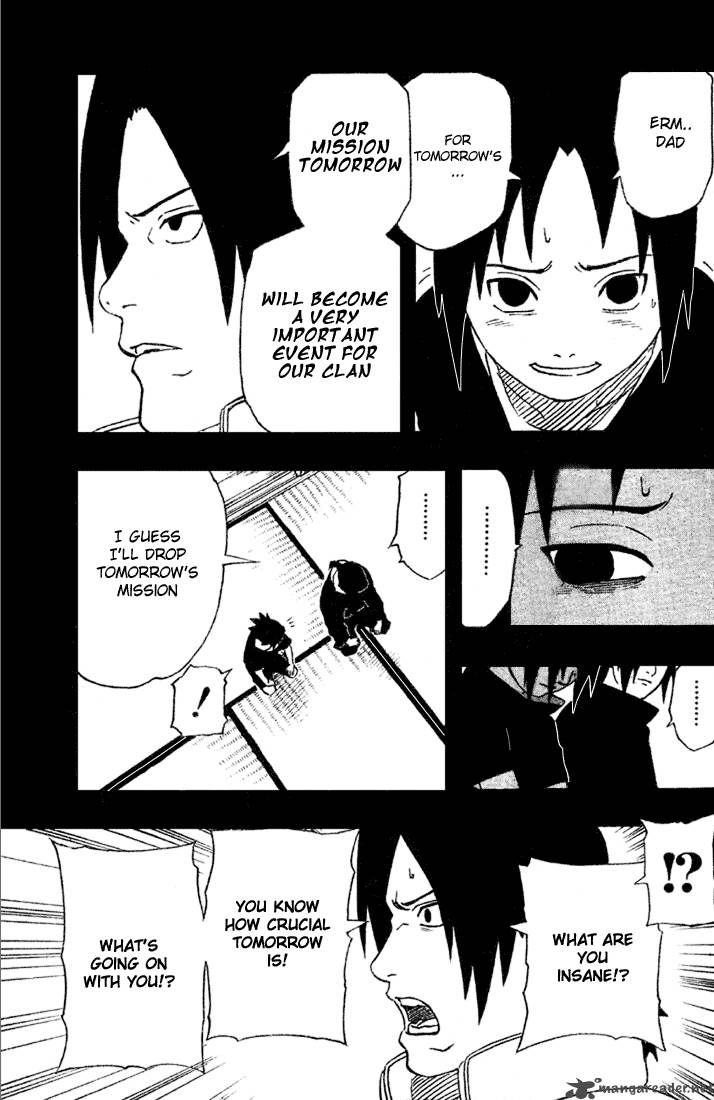 ERM..
DAD
FOR
TOMORROW'S
...
OUR
MISSION
TOMORROW
WILL BECOME
A VERY
IMPORTANT
EVENT FOR
OUR CLAN
........
........
........
I GUESS
I'LL DROP
TOMORROW'S
MISSION
!
!?
WHAT ARE
YOU
INSANE!?
YOU KNOW
HOW CRUCIAL
TOMORROW
IS!
WHAT'S
GOING ON
WITH YOU!?
mangareader.net